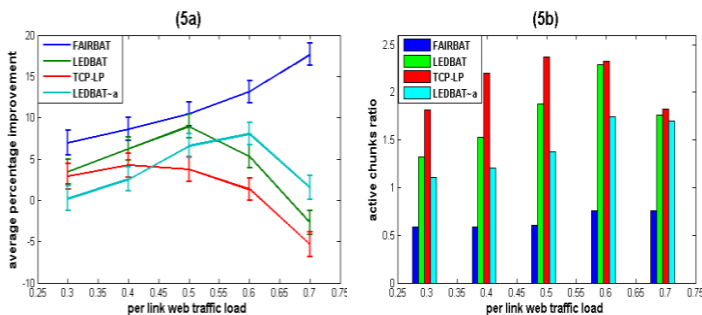 (5a)
average percentage improvement
20
15
10
5
0
-5
-10
FAIRBAT
LEDBAT
TCP-LP
LEDBAT~a
0.25 0.3 0.35 0.4 0.45 0.5 0.55 0.6 0.65 0.7 0.75
per link web traffic load
(5b)
active chunks ratio
2.5
2
1.5
1
0.5
0
FAIRBAT
LEDBAT
TCP-LP
LEDBAT~a
0.25 0.3 0.35 0.4 0.45 0.5 0.55 0.6 0.65 0.7 0.75
per link web traffic load